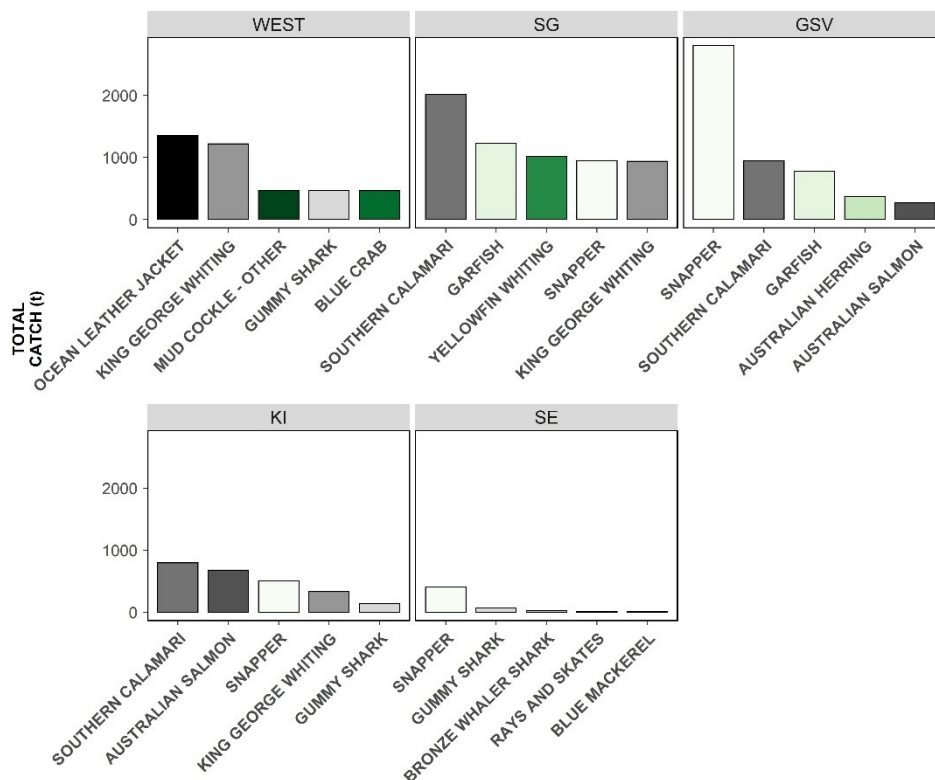 WEST
SG
GSV
2000
1000
0
OCEAN LEATHER JACKET
KING GEORGE WHITING
MUD COCKLE - OTHER
GUMMY SHARK
BLUE CRAB
SOUTHERN CALAMARI
GARFISH
YELLOWFIN WHITING
SNAPPER
KING GEORGE WHITING
SNAPPER
SOUTHERN CALAMARI
GARFISH
AUSTRALIAN HERRING
AUSTRALIAN SALMON
TOTAL
CATCH (t)
KI
SE
2000
1000
0
SOUTHERN CALAMARI
AUSTRALIAN SALMON
SNAPPER
KING GEORGE WHITING
GUMMY SHARK
SNAPPER
GUMMY SHARK
BRONZE WHALER SHARK
RAYS AND SKATES
BLUE MACKEREL